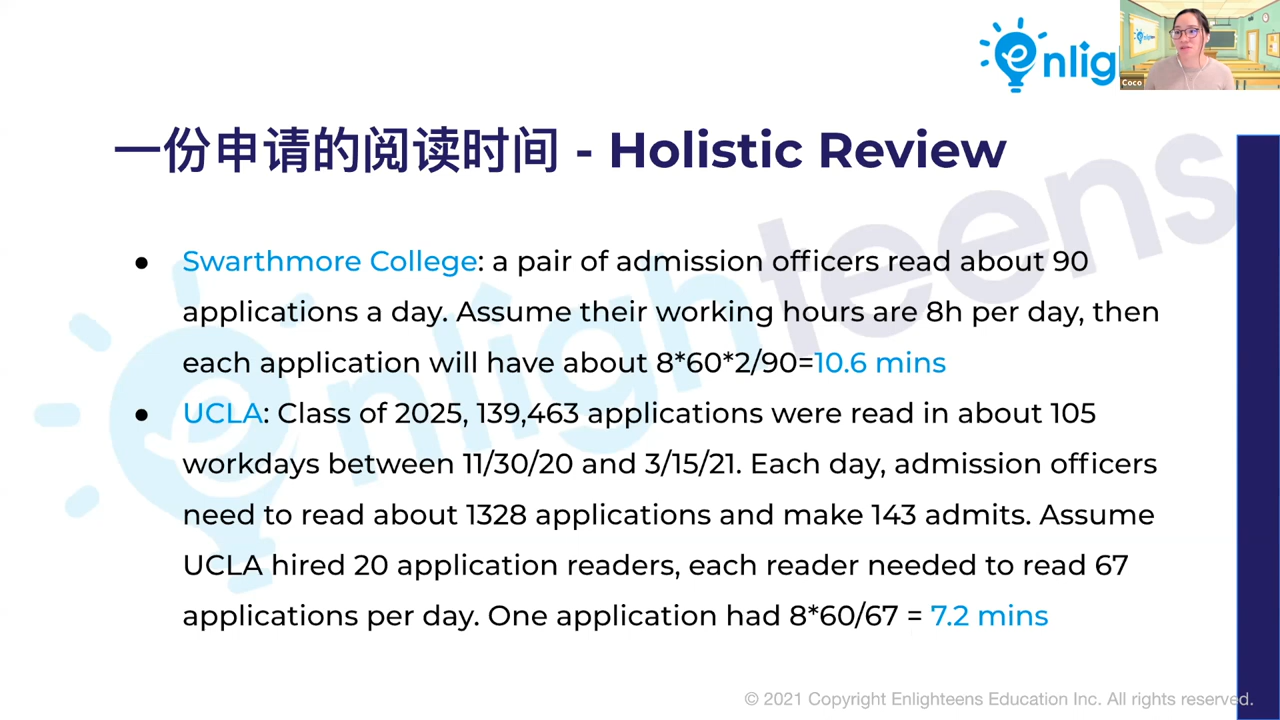 enlig
Coco
一份申请的阅读时间 - Holistic Review
enlighteens
● Swarthmore College: a pair of admission officers read about 90
applications a day. Assume their working hours are 8h per day, then
each application will have about 8*60*2/90=10.6 mins
● UCLA: Class of 2025, 139,463 applications were read in about 105
workdays between 11/30/20 and 3/15/21. Each day, admission officers
need to read about 1328 applications and make 143 admits. Assume
UCLA hired 20 application readers, each reader needed to read 67
applications per day. One application had 8*60/67 = 7.2 mins
© 2021 Copyright Enlighteens Education Inc. All rights reserved.